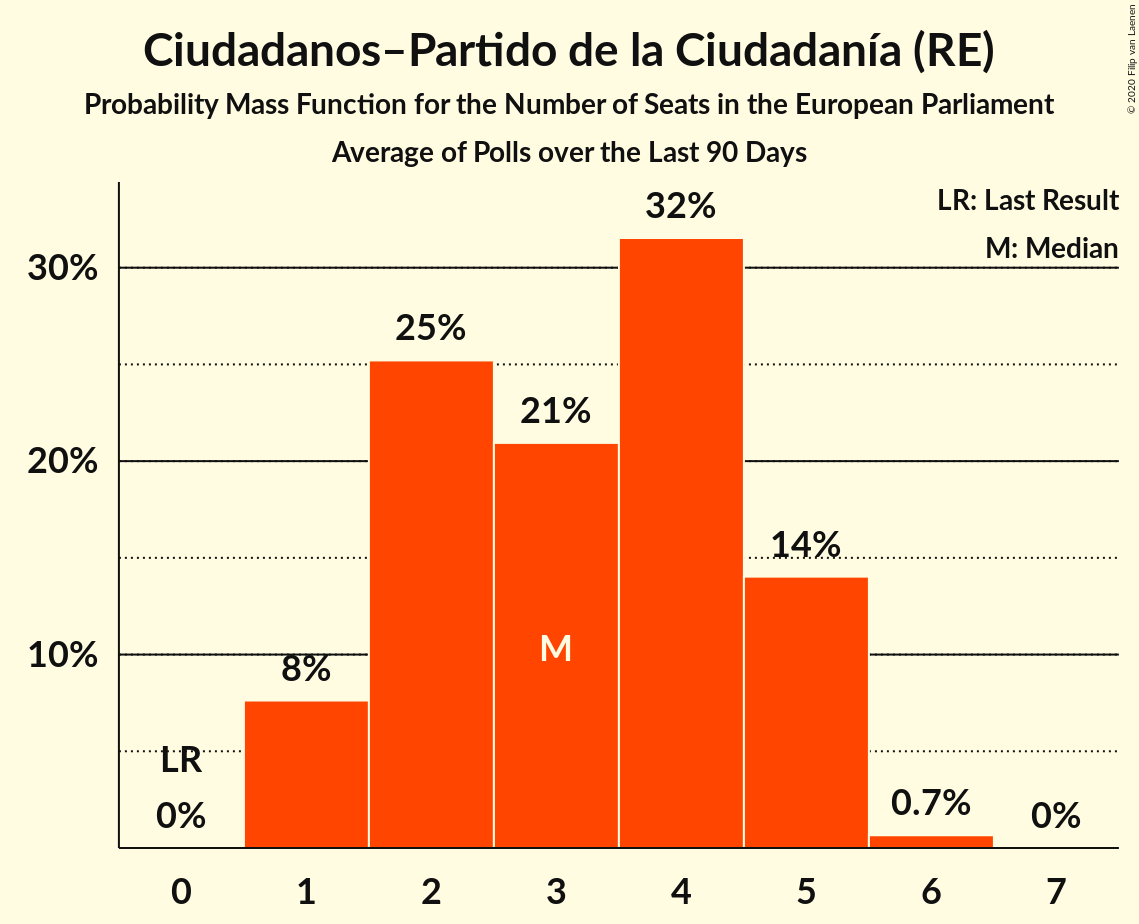 Ciudadanos–Partido de la Ciudadanía (RE)
Probability Mass Function for the Number of Seats in the European Parliament
Average of Polls over the Last 90 Days
© 2020 Filip van Laenen
LR: Last Result
M: Median
32%
30%
25%
21%
20%
14%
10%
8%
M
LR
0%
0.7%
0%
0 1 2 3 4 5 6 7